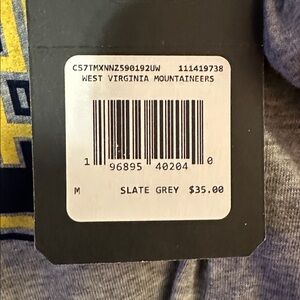 C57TMXNNZ590192UW 111419738
WEST VIRGINIA MOUNTAINEERS
1 96895 40204 0
M SLATE GREY $35.00